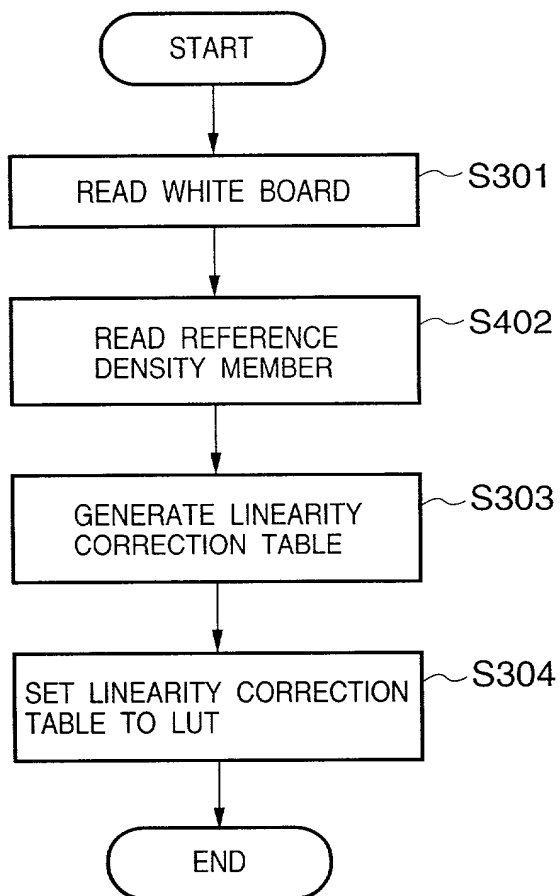 START
READ WHITE BOARD
S301
READ REFERENCE
DENSITY MEMBER
S402
GENERATE LINEARITY
CORRECTION TABLE
S303
SET LINEARITY CORRECTION
TABLE TO LUT
S304
END